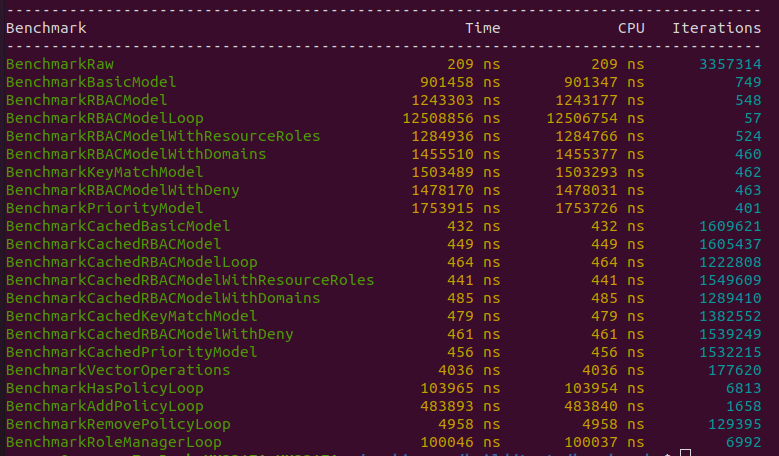 ---------------------------------------------------------------------------------------
Benchmark Time CPU Iterations
---------------------------------------------------------------------------------------
BenchmarkRaw 209 ns 209 ns 3357314
BenchmarkBasicModel 901458 ns 901347 ns 749
BenchmarkRBACModel 1243303 ns 1243177 ns 548
BenchmarkRBACModelLoop 12508856 ns 12506754 ns 57
BenchmarkRBACModelWithResourceRoles 1284936 ns 1284766 ns 524
BenchmarkRBACModelWithDomains 1455510 ns 1455377 ns 460
BenchmarkKeyMatchModel 1503489 ns 1503293 ns 462
BenchmarkRBACModelWithDeny 1478170 ns 1478031 ns 463
BenchmarkPriorityModel 1753915 ns 1753726 ns 401
BenchmarkCachedBasicModel 432 ns 432 ns 1609621
BenchmarkCachedRBACModel 449 ns 449 ns 1605437
BenchmarkCachedRBACModelLoop 464 ns 464 ns 1222808
BenchmarkCachedRBACModelWithResourceRoles 441 ns 441 ns 1549609
BenchmarkCachedRBACModelWithDomains 485 ns 485 ns 1289410
BenchmarkCachedKeyMatchModel 479 ns 479 ns 1382552
BenchmarkCachedRBACModelWithDeny 461 ns 461 ns 1539249
BenchmarkCachedPriorityModel 456 ns 456 ns 1532215
BenchmarkVectorOperations 4036 ns 4036 ns 177620
BenchmarkHasPolicyLoop 103965 ns 103954 ns 6813
BenchmarkAddPolicyLoop 483893 ns 483840 ns 1658
BenchmarkRemovePolicyLoop 4958 ns 4958 ns 129395
BenchmarkRoleManagerLoop 100046 ns 100037 ns 6992